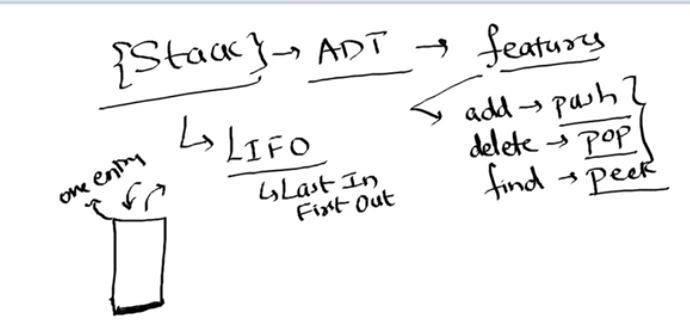 {Stack} → ADT → features
↳ LIFO
↳ Last In
First Out
add → push }
delete → POP
find → peek
one entry